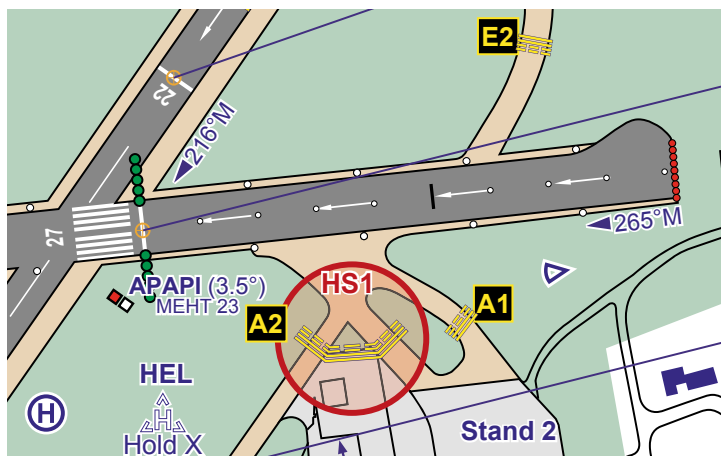 E2
22
216°M
265°M
27
APAPI (3.5°)
MEHT 23
HS1
A2
A1
HEL
H
H
Hold X
Stand 2